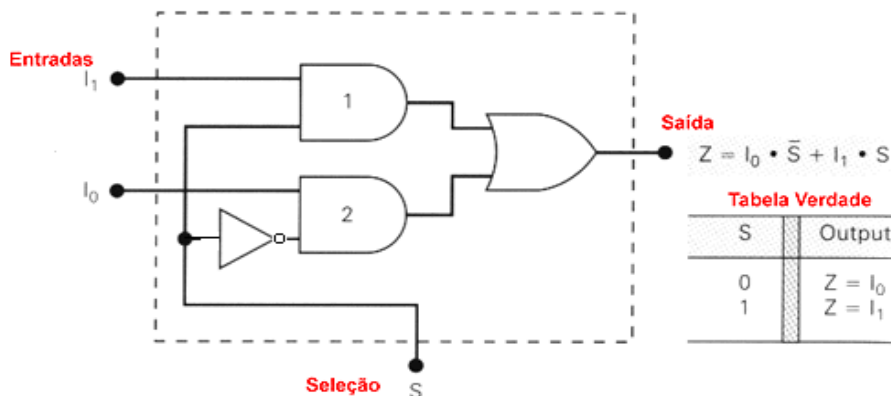 Entradas
I₁
1
I₀
2
Seleção
S
Saída
Z = I₀ • S̄ + I₁ • S
Tabela Verdade
S Output
0 Z = I₀
1 Z = I₁